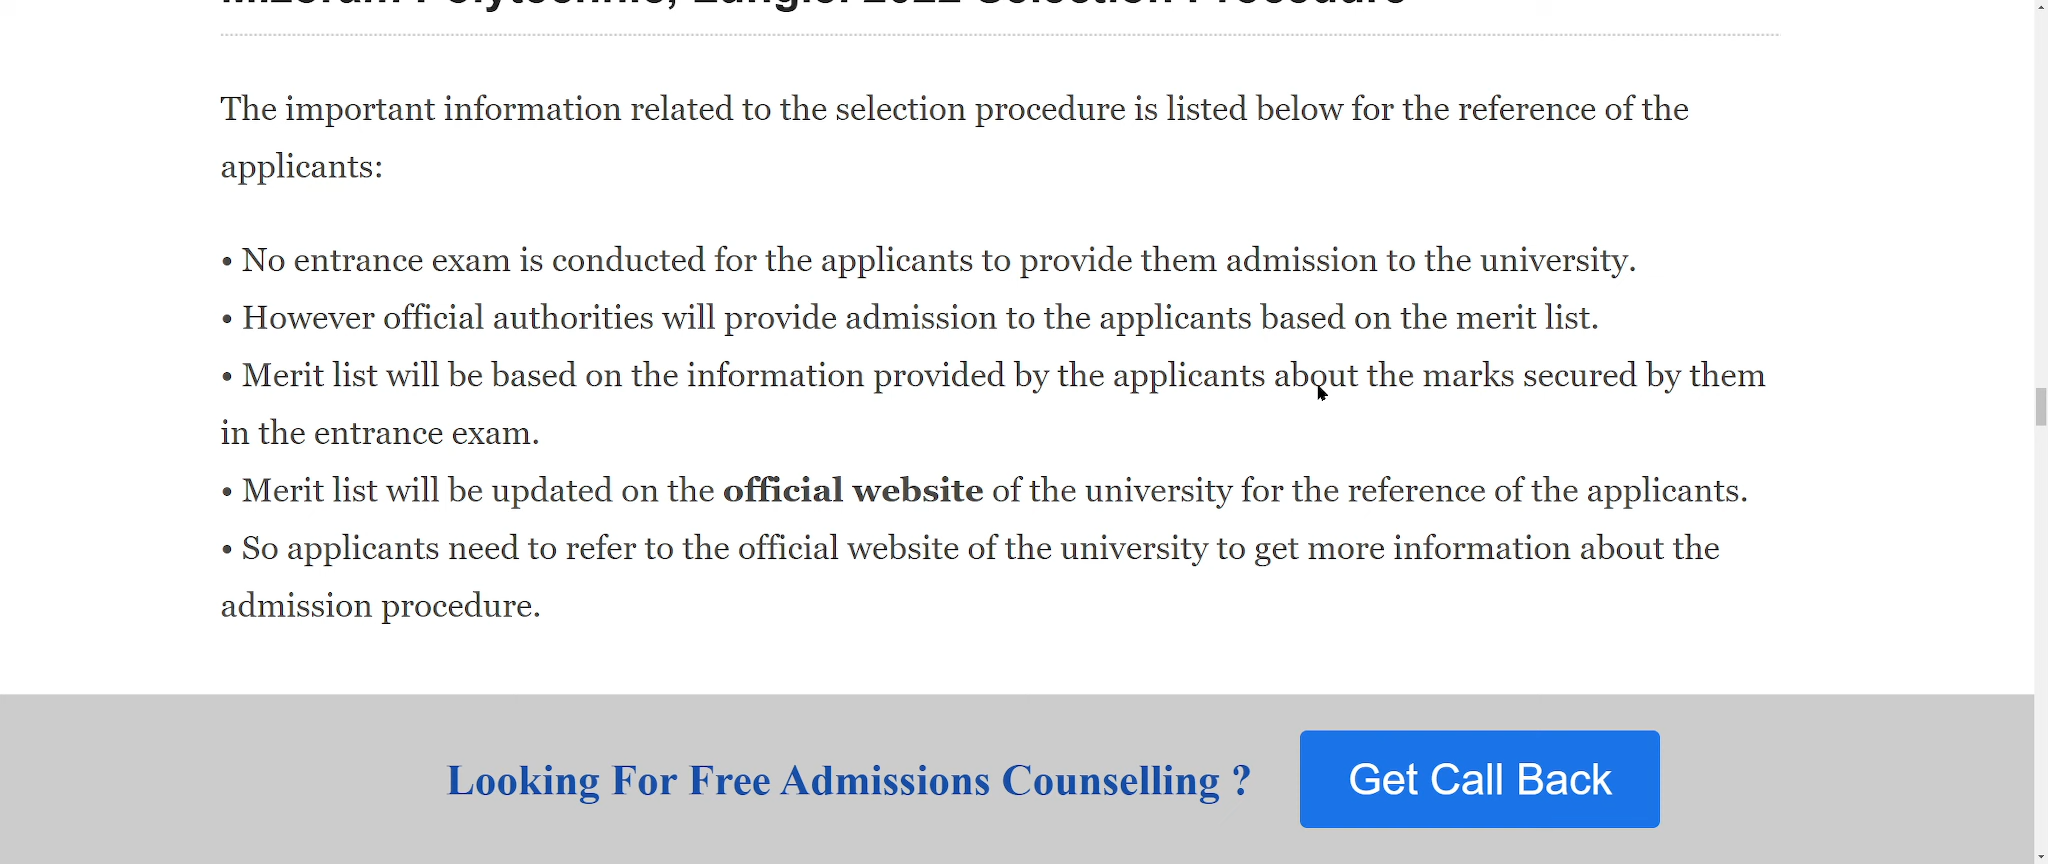 Mizoram Polytechnic, Lunglei 2022 Selection Procedure
The important information related to the selection procedure is listed below for the reference of the
applicants:
• No entrance exam is conducted for the applicants to provide them admission to the university.
• However official authorities will provide admission to the applicants based on the merit list.
• Merit list will be based on the information provided by the applicants about the marks secured by them
in the entrance exam.
• Merit list will be updated on the official website of the university for the reference of the applicants.
• So applicants need to refer to the official website of the university to get more information about the
admission procedure.
Looking For Free Admissions Counselling ?
Get Call Back